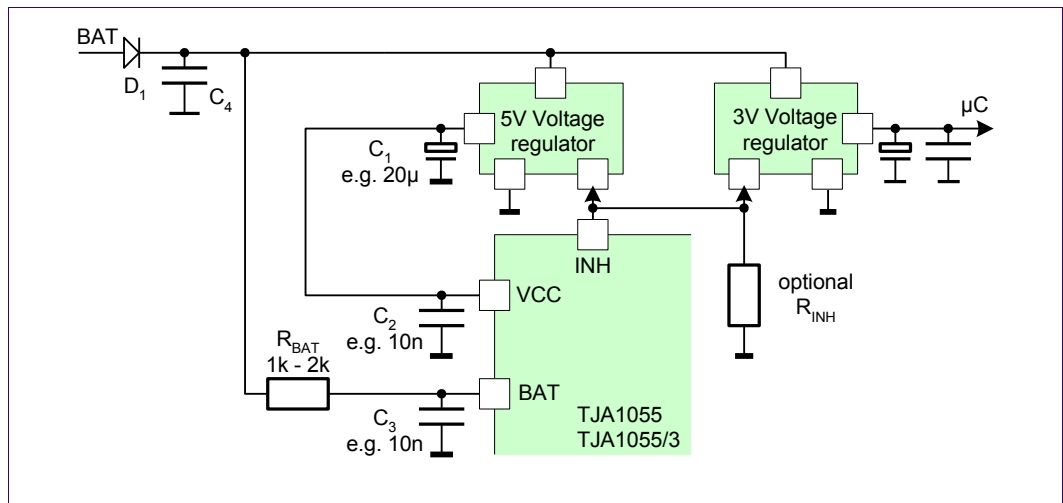 BAT
D1
C4
5V Voltage
regulator
3V Voltage
regulator
µC
C1
e.g. 20µ
INH
VCC
optional
RINH
C2
e.g. 10n
RBAT
1k - 2k
BAT
C3
e.g. 10n
TJA1055
TJA1055/3